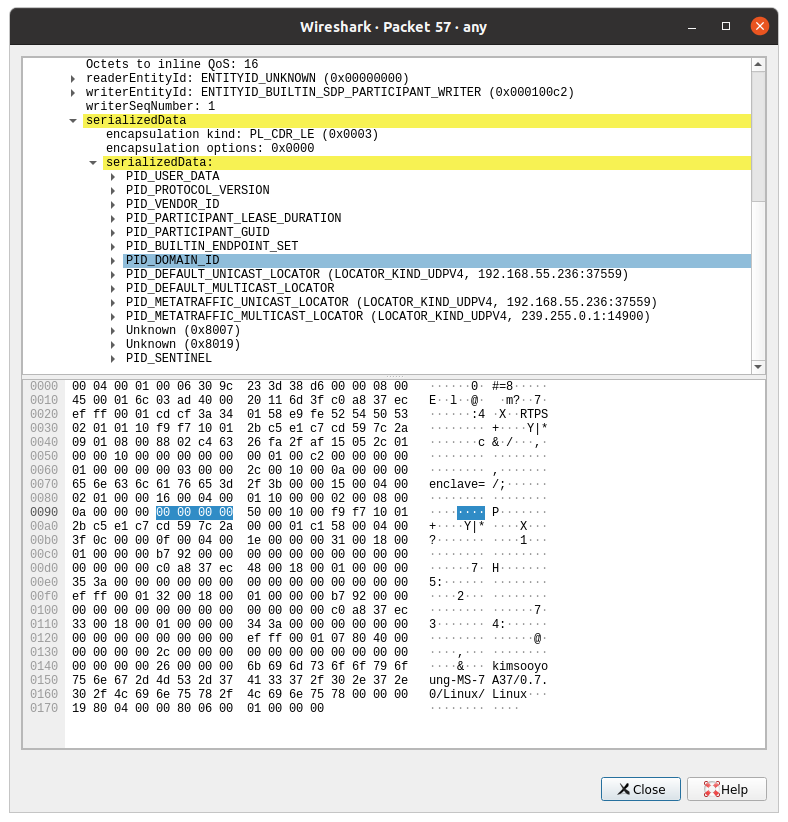 Wireshark · Packet 57 · any
Octets to inline QoS: 16
readerEntityId: ENTITYID_UNKNOWN (0x00000000)
writerEntityId: ENTITYID_BUILTIN_SDP_PARTICIPANT_WRITER (0x000100c2)
writerSeqNumber: 1
serializedData
encapsulation kind: PL_CDR_LE (0x0003)
encapsulation options: 0x0000
serializedData:
PID_USER_DATA
PID_PROTOCOL_VERSION
PID_VENDOR_ID
PID_PARTICIPANT_LEASE_DURATION
PID_PARTICIPANT_GUID
PID_BUILTIN_ENDPOINT_SET
PID_DOMAIN_ID
PID_DEFAULT_UNICAST_LOCATOR (LOCATOR_KIND_UDPV4, 192.168.55.236:37559)
PID_DEFAULT_MULTICAST_LOCATOR
PID_METATRAFFIC_UNICAST_LOCATOR (LOCATOR_KIND_UDPV4, 192.168.55.236:37559)
PID_METATRAFFIC_MULTICAST_LOCATOR (LOCATOR_KIND_UDPV4, 239.255.0.1:14900)
Unknown (0x8007)
Unknown (0x8019)
PID_SENTINEL
0000 00 04 00 01 00 06 30 9c 23 3d 38 d6 00 00 08 00 ······0· #=8·····
0010 45 00 01 6c 03 ad 40 00 20 11 6d 3f c0 a8 37 ec E··l··@· ·m?··7·
0020 ef ff 00 01 cd cf 3a 34 01 58 e9 fe 52 54 50 53 ······:4 ·X··RTPS
0030 02 01 01 10 f9 f7 10 01 2b c5 e1 c7 cd 59 7c 2a ········ +····Y|*
0040 09 01 08 00 88 02 c4 63 26 fa 2f af 15 05 2c 01 ·······c &·/···,·
0050 00 00 10 00 00 00 00 00 00 01 00 c2 00 00 00 00 ········ ········
0060 01 00 00 00 00 03 00 00 2c 00 10 00 0a 00 00 00 ········ ,·······
0070 65 6e 63 6c 61 76 65 3d 2f 3b 00 00 15 00 04 00 enclave= /;······
0080 02 01 00 00 16 00 04 00 01 10 00 00 02 00 08 00 ········ ········
0090 0a 00 00 00 00 00 00 00 50 00 10 00 f9 f7 10 01 ········ P·······
00a0 2b c5 e1 c7 cd 59 7c 2a 00 00 01 c1 58 00 04 00 +····Y|* ····X···
00b0 3f 0c 00 00 0f 00 04 00 1e 00 00 00 31 00 18 00 ?······· ····1···
00c0 01 00 00 00 b7 92 00 00 00 00 00 00 00 00 00 00 ········ ········
00d0 00 00 00 00 c0 a8 37 ec 48 00 18 00 01 00 00 00 ······7· H·······
00e0 35 3a 00 00 00 00 00 00 00 00 00 00 00 00 00 00 5:······ ········
00f0 ef ff 00 01 32 00 18 00 01 00 00 00 b7 92 00 00 ····2··· ········
0100 00 00 00 00 00 00 00 00 00 00 00 00 c0 a8 37 ec ········ ······7·
0110 33 00 18 00 01 00 00 00 34 3a 00 00 00 00 00 00 3······· 4:······
0120 00 00 00 00 00 00 00 00 ef ff 00 01 07 80 40 00 ········ ······@·
0130 00 00 00 00 2c 00 00 00 00 00 00 00 00 00 00 00 ····,··· ········
0140 00 00 00 00 26 00 00 00 6b 69 6d 73 6f 6f 79 6f ····&··· kimsooyo
0150 75 6e 67 2d 4d 53 2d 37 41 33 37 2f 30 2e 37 2e ung-MS-7 A37/0.7.
0160 30 2f 4c 69 6e 75 78 2f 4c 69 6e 75 78 00 00 00 0/Linux/ Linux···
0170 19 80 04 00 00 80 06 00 01 00 00 00 ········ ····
Close
Help